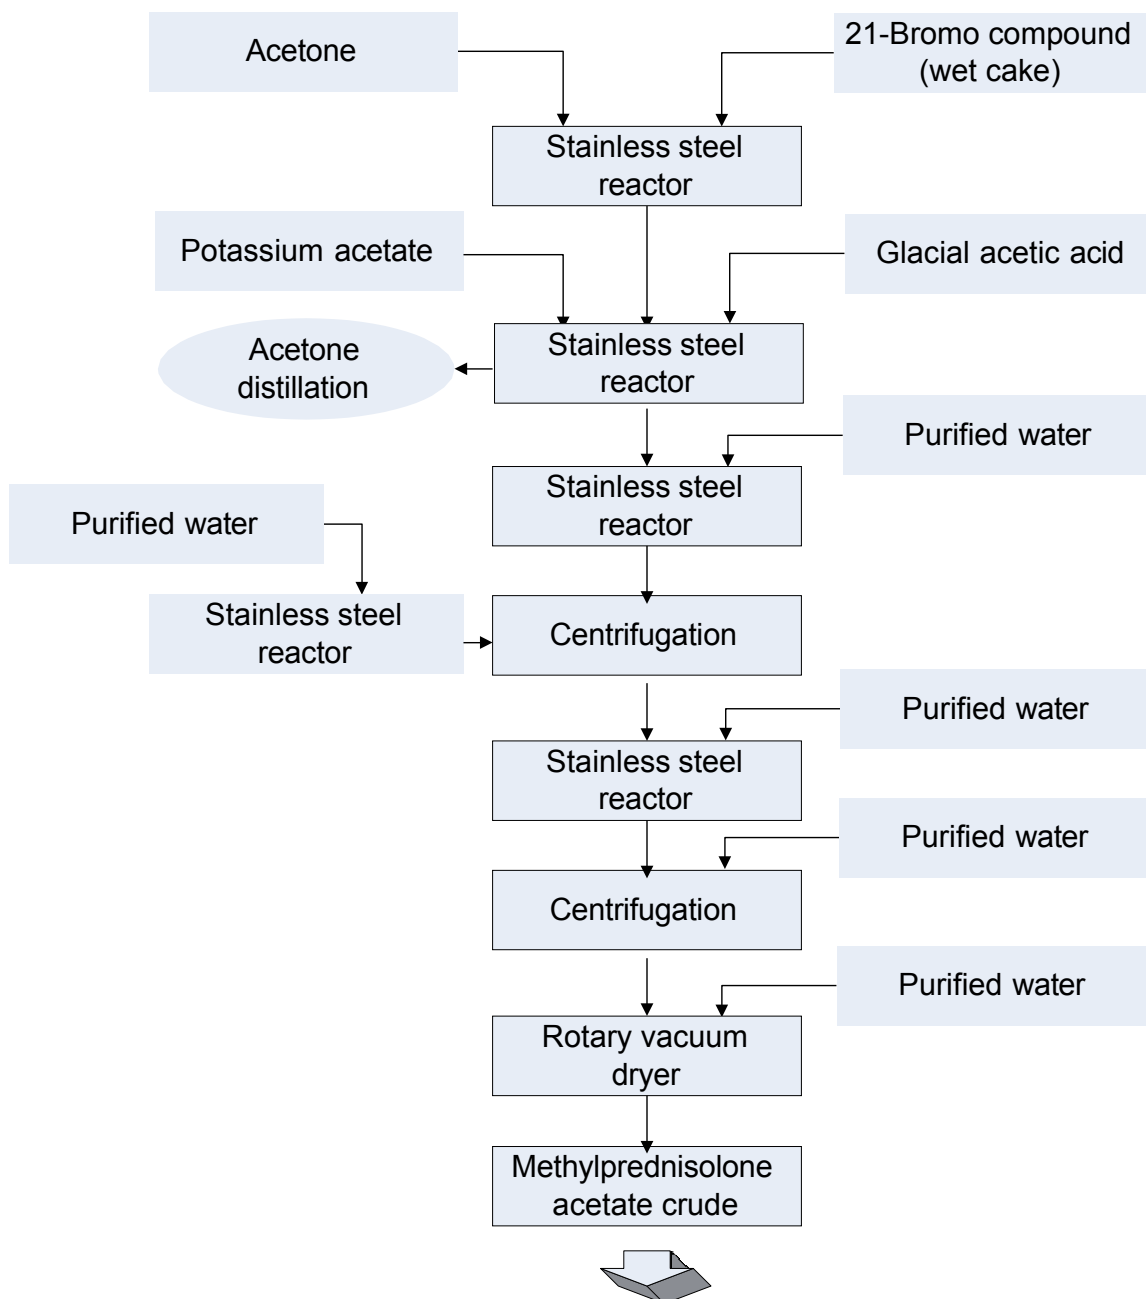 Acetone
21-Bromo compound
(wet cake)
Stainless steel
reactor
Potassium acetate
Glacial acetic acid
Acetone
distillation
Stainless steel
reactor
Purified water
Stainless steel
reactor
Purified water
Stainless steel
reactor
Centrifugation
Purified water
Stainless steel
reactor
Purified water
Centrifugation
Purified water
Rotary vacuum
dryer
Methylprednisolone
acetate crude